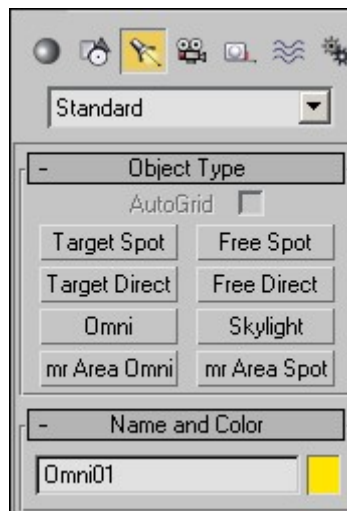 Standard
- Object Type
AutoGrid
Target Spot Free Spot
Target Direct Free Direct
Omni Skylight
mr Area Omni mr Area Spot
- Name and Color
Omni01